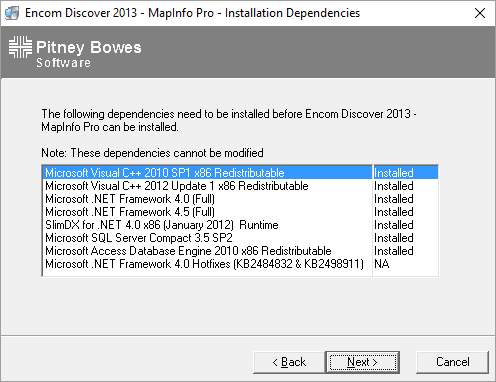 Encom Discover 2013 - MapInfo Pro - Installation Dependencies
Pitney Bowes
Software
The following dependencies need to be installed before Encom Discover 2013 -
MapInfo Pro can be installed.
Note: These dependencies cannot be modified
Microsoft Visual C++ 2010 SP1 x86 Redistributable Installed
Microsoft Visual C++ 2012 Update 1 x86 Redistributable Installed
Microsoft .NET Framework 4.0 (Full) Installed
Microsoft .NET Framework 4.5 (Full) Installed
SlimDX for .NET 4.0 x86 (January 2012) Runtime Installed
Microsoft SQL Server Compact 3.5 SP2 Installed
Microsoft Access Database Engine 2010 x86 Redistributable Installed
Microsoft .NET Framework 4.0 Hotfixes (KB2484832 & KB2498911) NA
< Back Next > Cancel